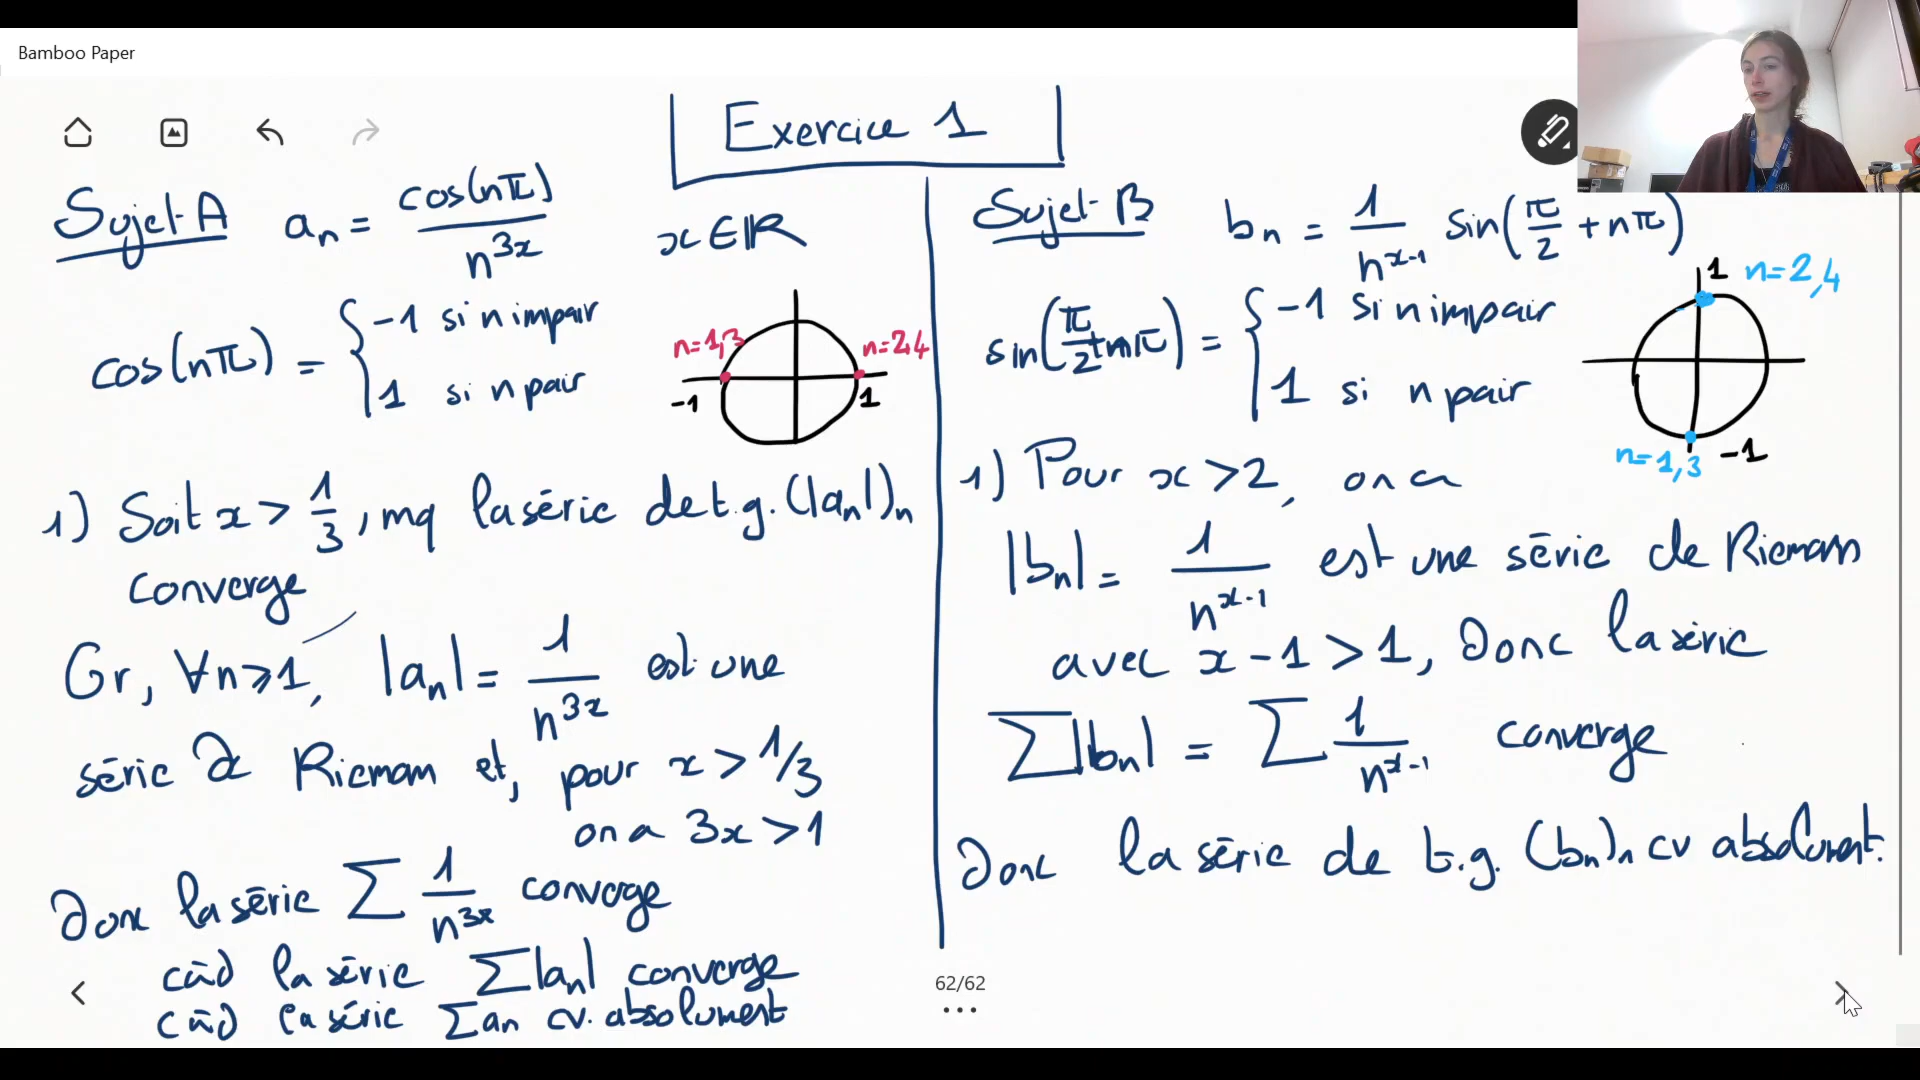 Bamboo Paper
Exercice 1
Sujet A aₙ = cos(nπ) / n^{3x} x ∈ ℝ
cos(nπ) = { -1 si n impair
1 si n pair
n=1,3 n=2,4
-1 1
1) Soit x > 1/3, mq la série de t.g. (|aₙ|)ₙ
converge
Or, ∀n ≥ 1, |aₙ| = 1 / n^{3x} est une
série de Riemann et, pour x > 1/3
on a 3x > 1
Donc la série ∑ 1 / n^{3x} converge
càd la série ∑|aₙ| converge
càd la série ∑aₙ cv. absolument
Sujet B bₙ = 1 / n^{x-1} sin(π/2 + nπ)
sin(π/2 + nπ) = { -1 si n impair
1 si n pair
1 n=2,4
n=1,3 -1
1) Pour x > 2, on a
|bₙ| = 1 / n^{x-1} est une série de Riemann
avec x - 1 > 1, Donc la série
∑|bₙ| = ∑ 1 / n^{x-1} converge
Donc la série de t.g. (bₙ)ₙ cv absolument.
62/62